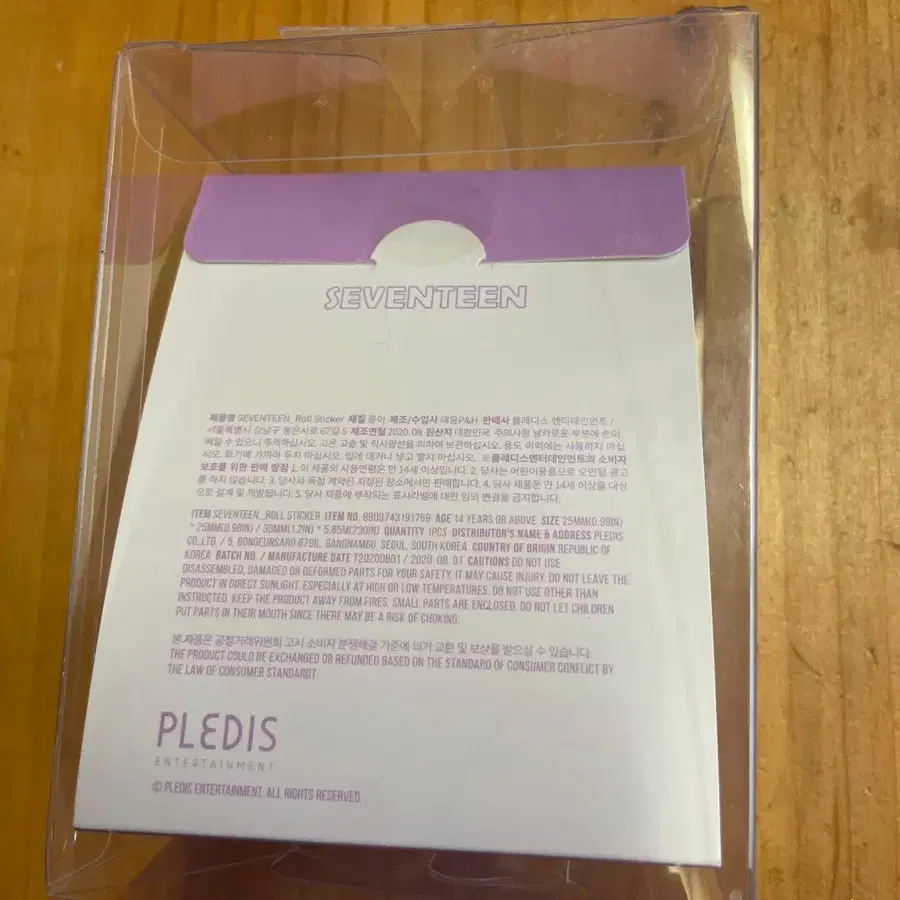 SEVENTEEN
제품명 SEVENTEEN_Roll Sticker 재질 종이 제조/수입사 태웅P&H 판매사 플레디스 엔터테인먼트 /
서울특별시 강남구 봉은사로 67길 5 제조연월 2020. 08 원산지 대한민국 주의사항 날카로운 부분에 손이
베일 수 있으니 주의하십시오. 고온 고습 및 직사광선을 피하여 보관하십시오. 용도 이외에는 사용하지 마십
시오. 화기에 가까이 두지 마십시오. 입에 대거나 넣고 빨지 마십시오. ※플레디스엔터테인먼트의 소비자
보호를 위한 판매 방침 1. 이 제품의 사용연령은 만 14세 이상입니다. 2. 당사는 어린이용품으로 오인될 광고
를 하지 않습니다. 3. 당사와 독점 계약된 지정된 장소에서만 판매합니다. 4. 당사 제품은 만 14세 이상을 대상
으로 설계 및 개발됩니다. 5. 당사 제품에 부착되는 표시라벨에 대한 임의 변경을 금지합니다.
ITEM SEVENTEEN_ROLL STICKER ITEM NO. 8809743191769 AGE 14 YEARS OR ABOVE SIZE 25MM(0.98IN)
* 25MM(0.98IN) / 30MM(1.2IN) * 5.85M(230IN) QUANTITY 1PCS DISTRIBUTOR'S NAME & ADDRESS PLEDIS
CO.,LTD. / 5, BONGEUNSARO 67GIL, GANGNAMGU, SEOUL, SOUTH KOREA COUNTRY OF ORIGIN REPUBLIC OF
KOREA BATCH NO. / MANUFACTURE DATE T20200801 / 2020. 08. 01 CAUTIONS DO NOT USE
DISASSEMBLED, DAMAGED OR DEFORMED PARTS FOR YOUR SAFETY. IT MAY CAUSE INJURY. DO NOT LEAVE THE
PRODUCT IN DIRECT SUNLIGHT. ESPECIALLY AT HIGH OR LOW TEMPERATURES. DO NOT USE OTHER THAN
INSTRUCTED. KEEP THE PRODUCT AWAY FROM FIRES. SMALL PARTS ARE ENCLOSED. DO NOT LET CHILDREN
PUT PARTS IN THEIR MOUTH SINCE THERE MAY BE A RISK OF CHOKING.
본 제품은 공정거래위원회 고시 소비자 분쟁해결 기준에 의거 교환 및 보상을 받으실 수 있습니다.
THE PRODUCT COULD BE EXCHANGED OR REFUNDED BASED ON THE STANDARD OF CONSUMER CONFLICT BY
THE LAW OF CONSUMER STANDARDT
PLEDIS
ENTERTAINMENT
© PLEDIS ENTERTAINMENT. ALL RIGHTS RESERVED.